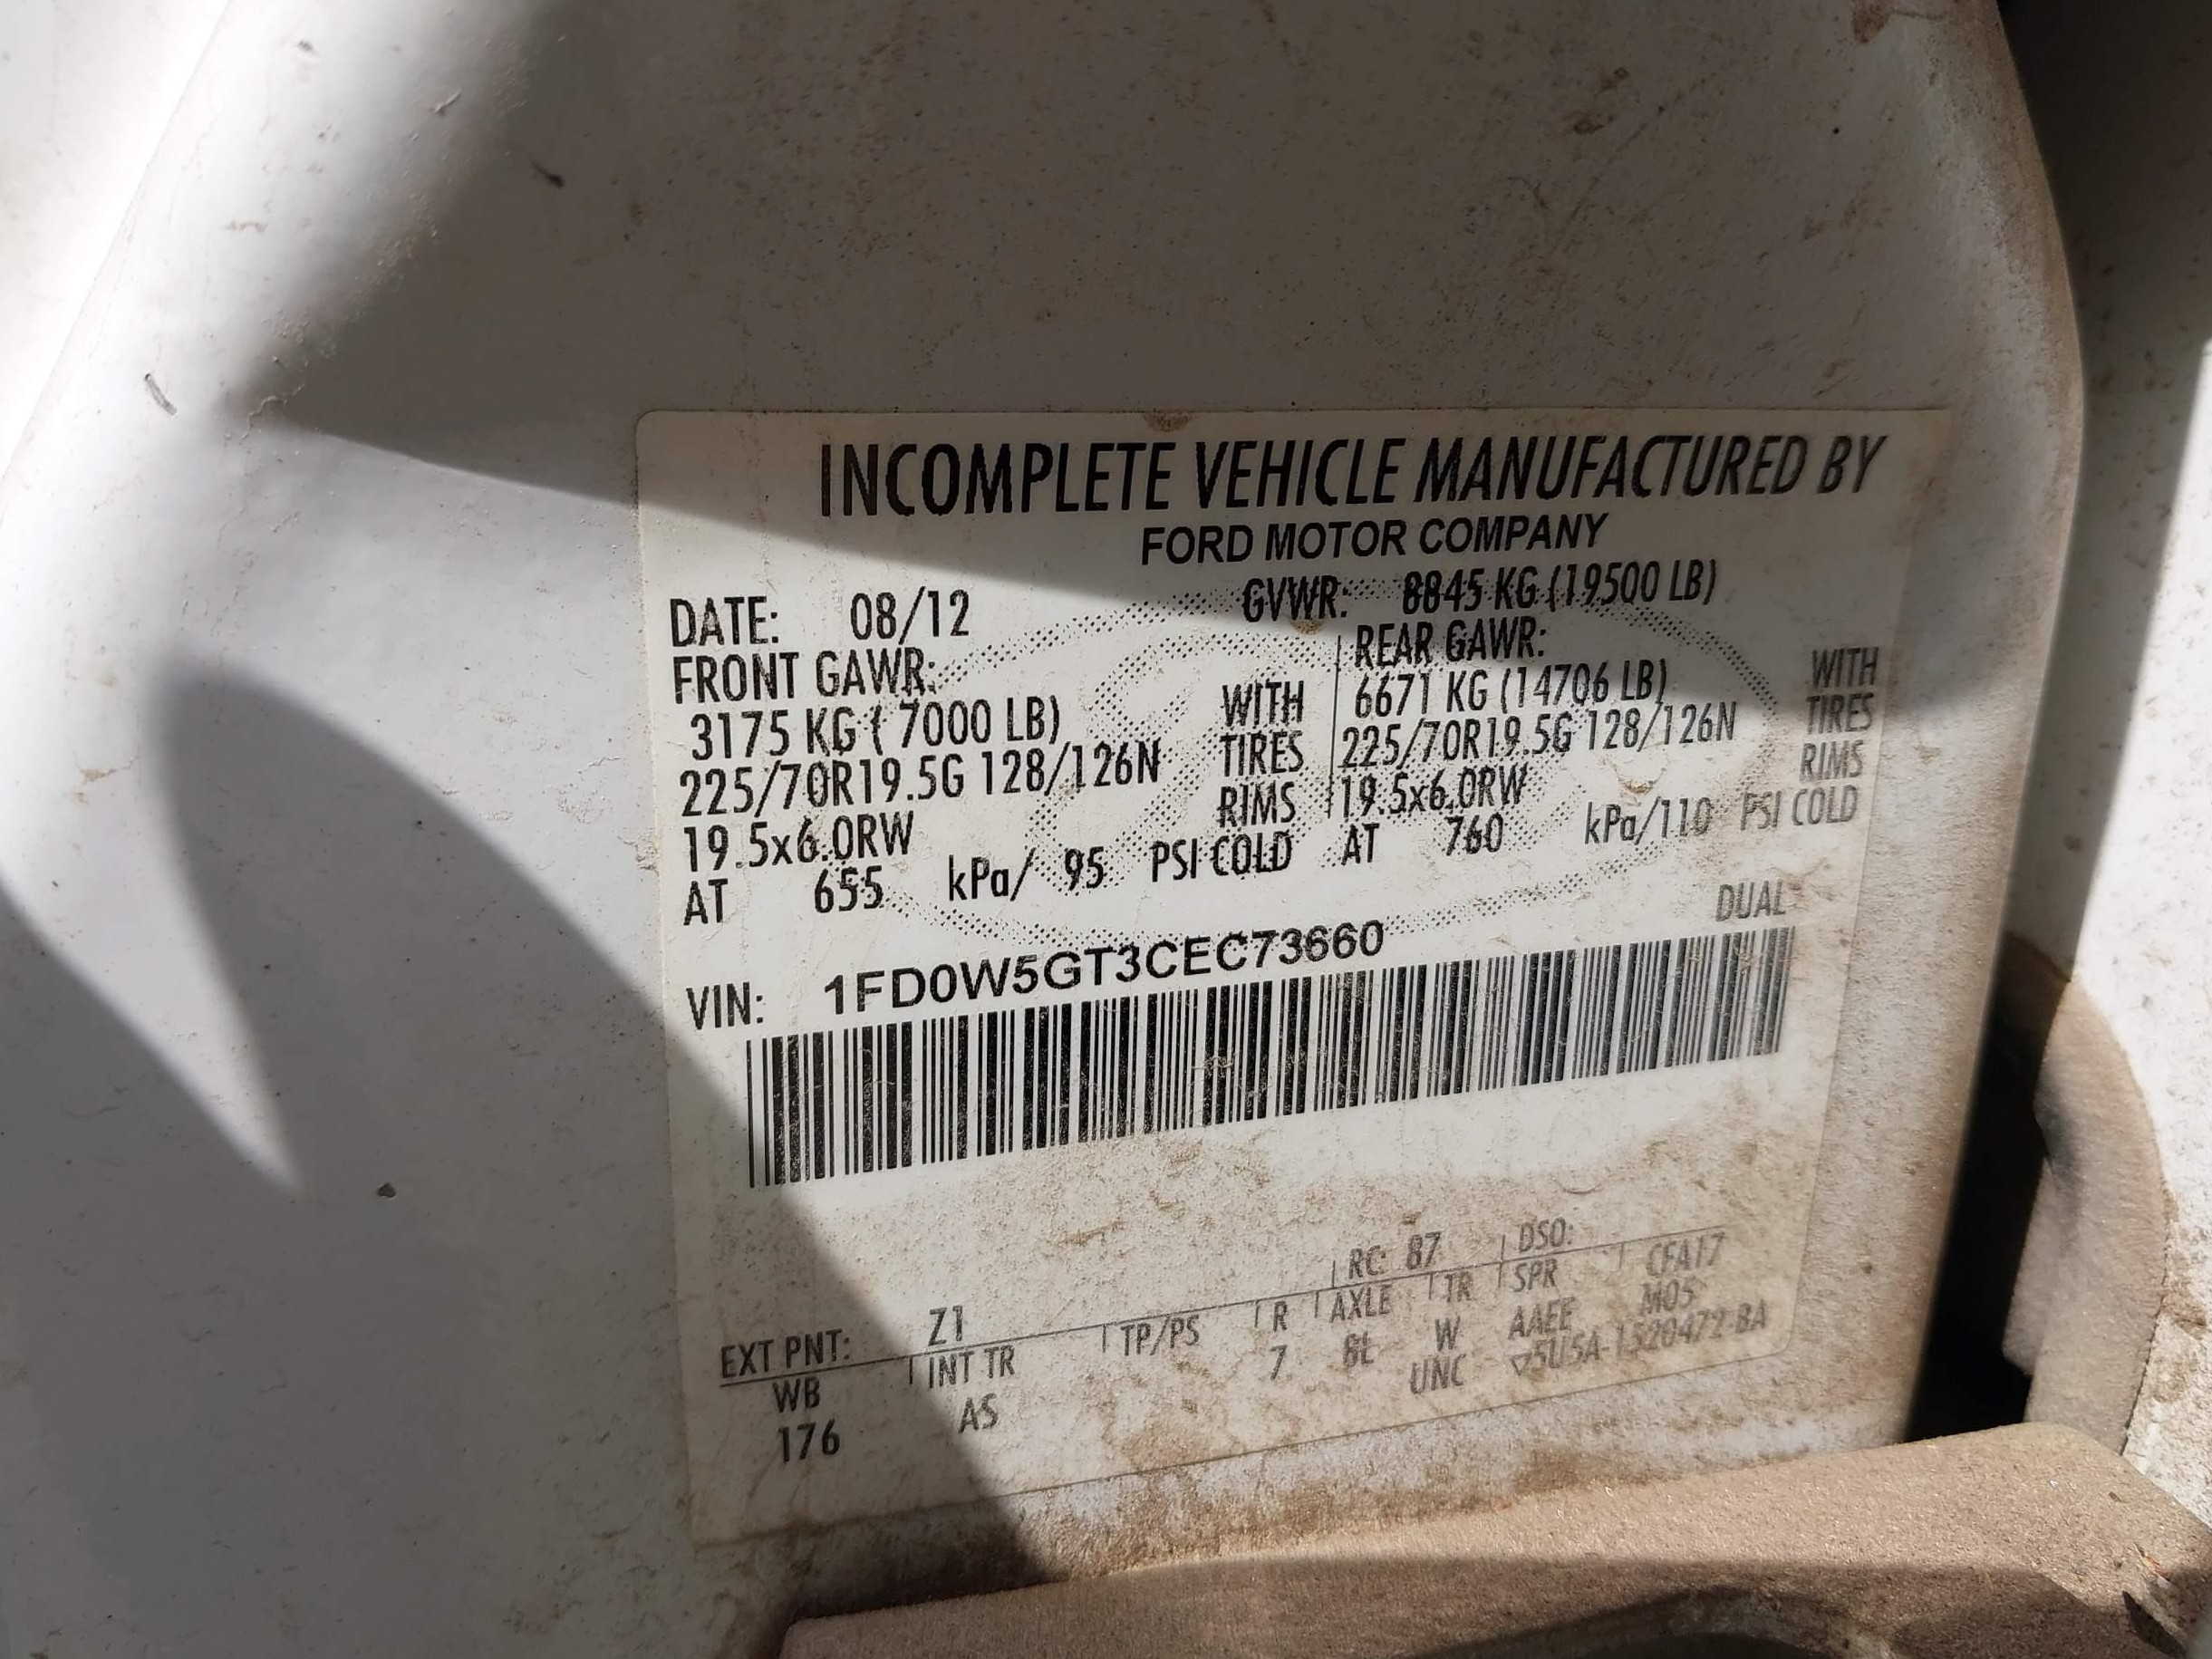 INCOMPLETE VEHICLE MANUFACTURED BY
FORD MOTOR COMPANY
DATE: 08/12 GVWR: 8845 KG (19500 LB)
FRONT GAWR: REAR GAWR:
3175 KG ( 7000 LB) WITH 6671 KG (14706 LB) WITH
225/70R19.5G 128/126N TIRES 225/70R19.5G 128/126N TIRES
19.5x6.0RW RIMS 19.5x6.0RW RIMS
AT 655 kPa/ 95 PSI COLD AT 760 kPa/110 PSI COLD
DUAL
VIN: 1FD0W5GT3CEC73660
EXT PNT: Z1 RC: 87 DSO:
WB INT TR TP/PS R AXLE TR SPR CFA17
176 AS 7 W AAEE M05
UNC ▽5U5A-1520472-BA